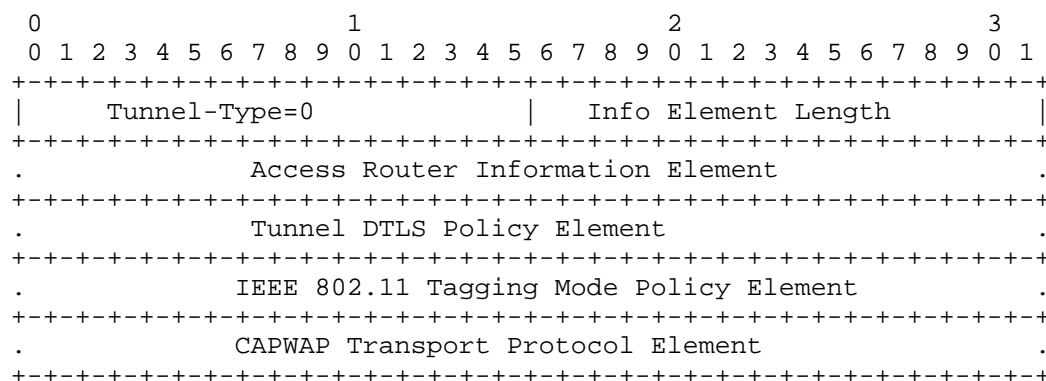 0                   1                   2                   3
 0 1 2 3 4 5 6 7 8 9 0 1 2 3 4 5 6 7 8 9 0 1 2 3 4 5 6 7 8 9 0 1
+-+-+-+-+-+-+-+-+-+-+-+-+-+-+-+-+-+-+-+-+-+-+-+-+-+-+-+-+-+-+-+-+
|     Tunnel-Type=0             |   Info Element Length         |
+-+-+-+-+-+-+-+-+-+-+-+-+-+-+-+-+-+-+-+-+-+-+-+-+-+-+-+-+-+-+-+-+
.              Access Router Information Element                .
+-+-+-+-+-+-+-+-+-+-+-+-+-+-+-+-+-+-+-+-+-+-+-+-+-+-+-+-+-+-+-+-+
.              Tunnel DTLS Policy Element                       .
+-+-+-+-+-+-+-+-+-+-+-+-+-+-+-+-+-+-+-+-+-+-+-+-+-+-+-+-+-+-+-+-+
.             IEEE 802.11 Tagging Mode Policy Element           .
+-+-+-+-+-+-+-+-+-+-+-+-+-+-+-+-+-+-+-+-+-+-+-+-+-+-+-+-+-+-+-+-+
.             CAPWAP Transport Protocol Element                 .
+-+-+-+-+-+-+-+-+-+-+-+-+-+-+-+-+-+-+-+-+-+-+-+-+-+-+-+-+-+-+-+-+